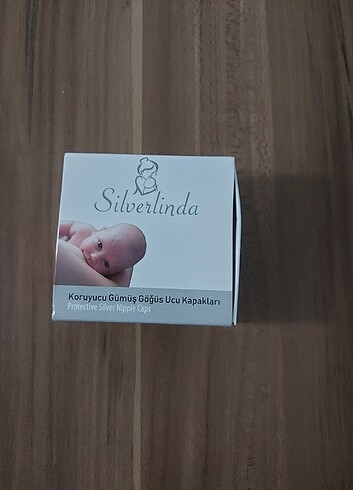 Silverlinda
Koruyucu Gümüş Göğüs Ucu Kapakları
Protective Silver Nipple Caps